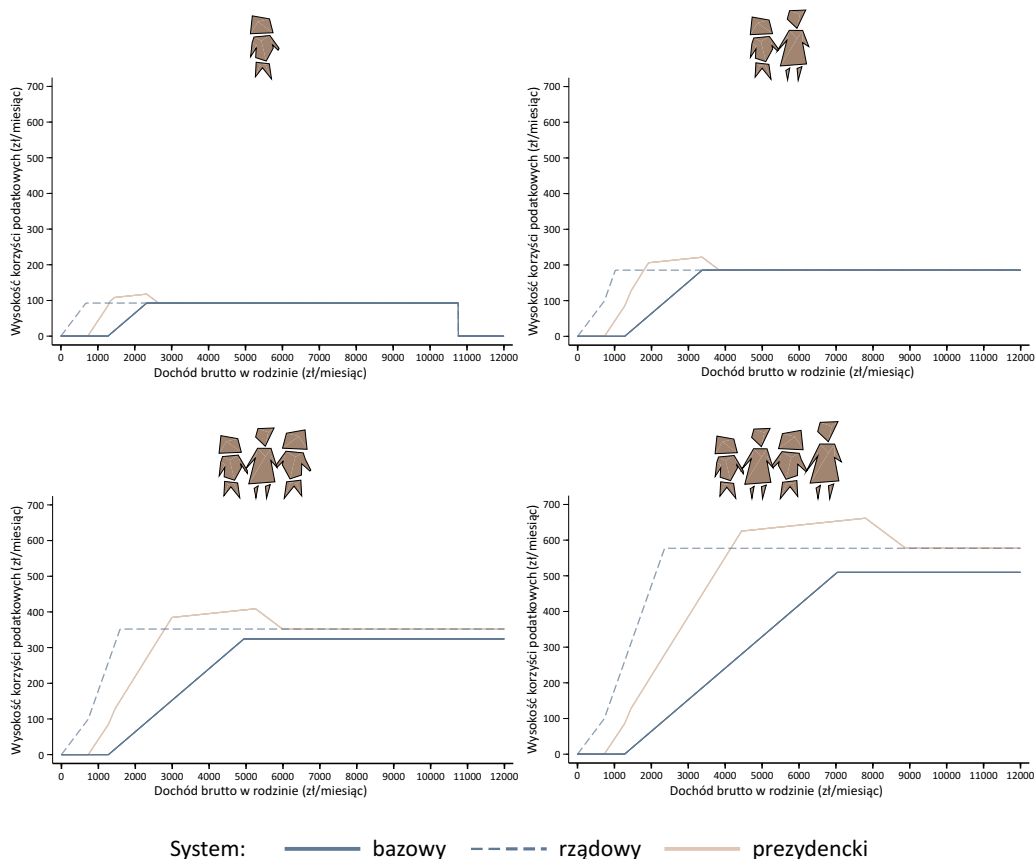 Wysokość korzyści podatkowych (zł/miesiąc)
700
600
500
400
300
200
100
0
0 1000 2000 3000 4000 5000 6000 7000 8000 9000 10000 11000 12000
Dochód brutto w rodzinie (zł/miesiąc)
Wysokość korzyści podatkowych (zł/miesiąc)
700
600
500
400
300
200
100
0
0 1000 2000 3000 4000 5000 6000 7000 8000 9000 10000 11000 12000
Dochód brutto w rodzinie (zł/miesiąc)
Wysokość korzyści podatkowych (zł/miesiąc)
700
600
500
400
300
200
100
0
0 1000 2000 3000 4000 5000 6000 7000 8000 9000 10000 11000 12000
Dochód brutto w rodzinie (zł/miesiąc)
Wysokość korzyści podatkowych (zł/miesiąc)
700
600
500
400
300
200
100
0
0 1000 2000 3000 4000 5000 6000 7000 8000 9000 10000 11000 12000
Dochód brutto w rodzinie (zł/miesiąc)
System: bazowy rządowy prezydencki